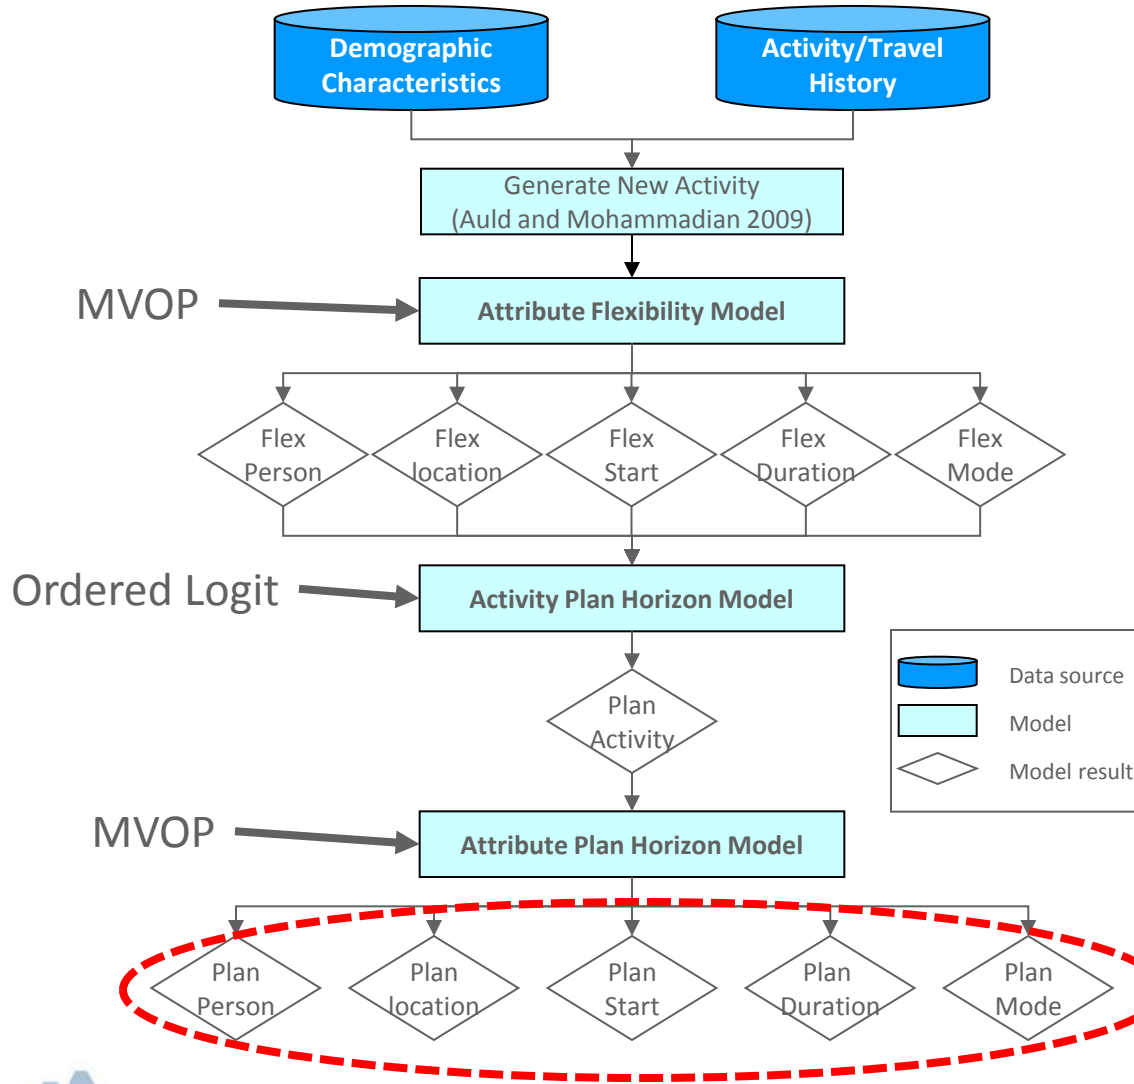 Demographic
Characteristics
Activity/Travel
History
Generate New Activity
(Auld and Mohammadian 2009)
MVOP
Attribute Flexibility Model
Flex
Person
Flex
location
Flex
Start
Flex
Duration
Flex
Mode
Ordered Logit
Activity Plan Horizon Model
Data source
Model
Model result
Plan
Activity
MVOP
Attribute Plan Horizon Model
Plan
Person
Plan
location
Plan
Start
Plan
Duration
Plan
Mode